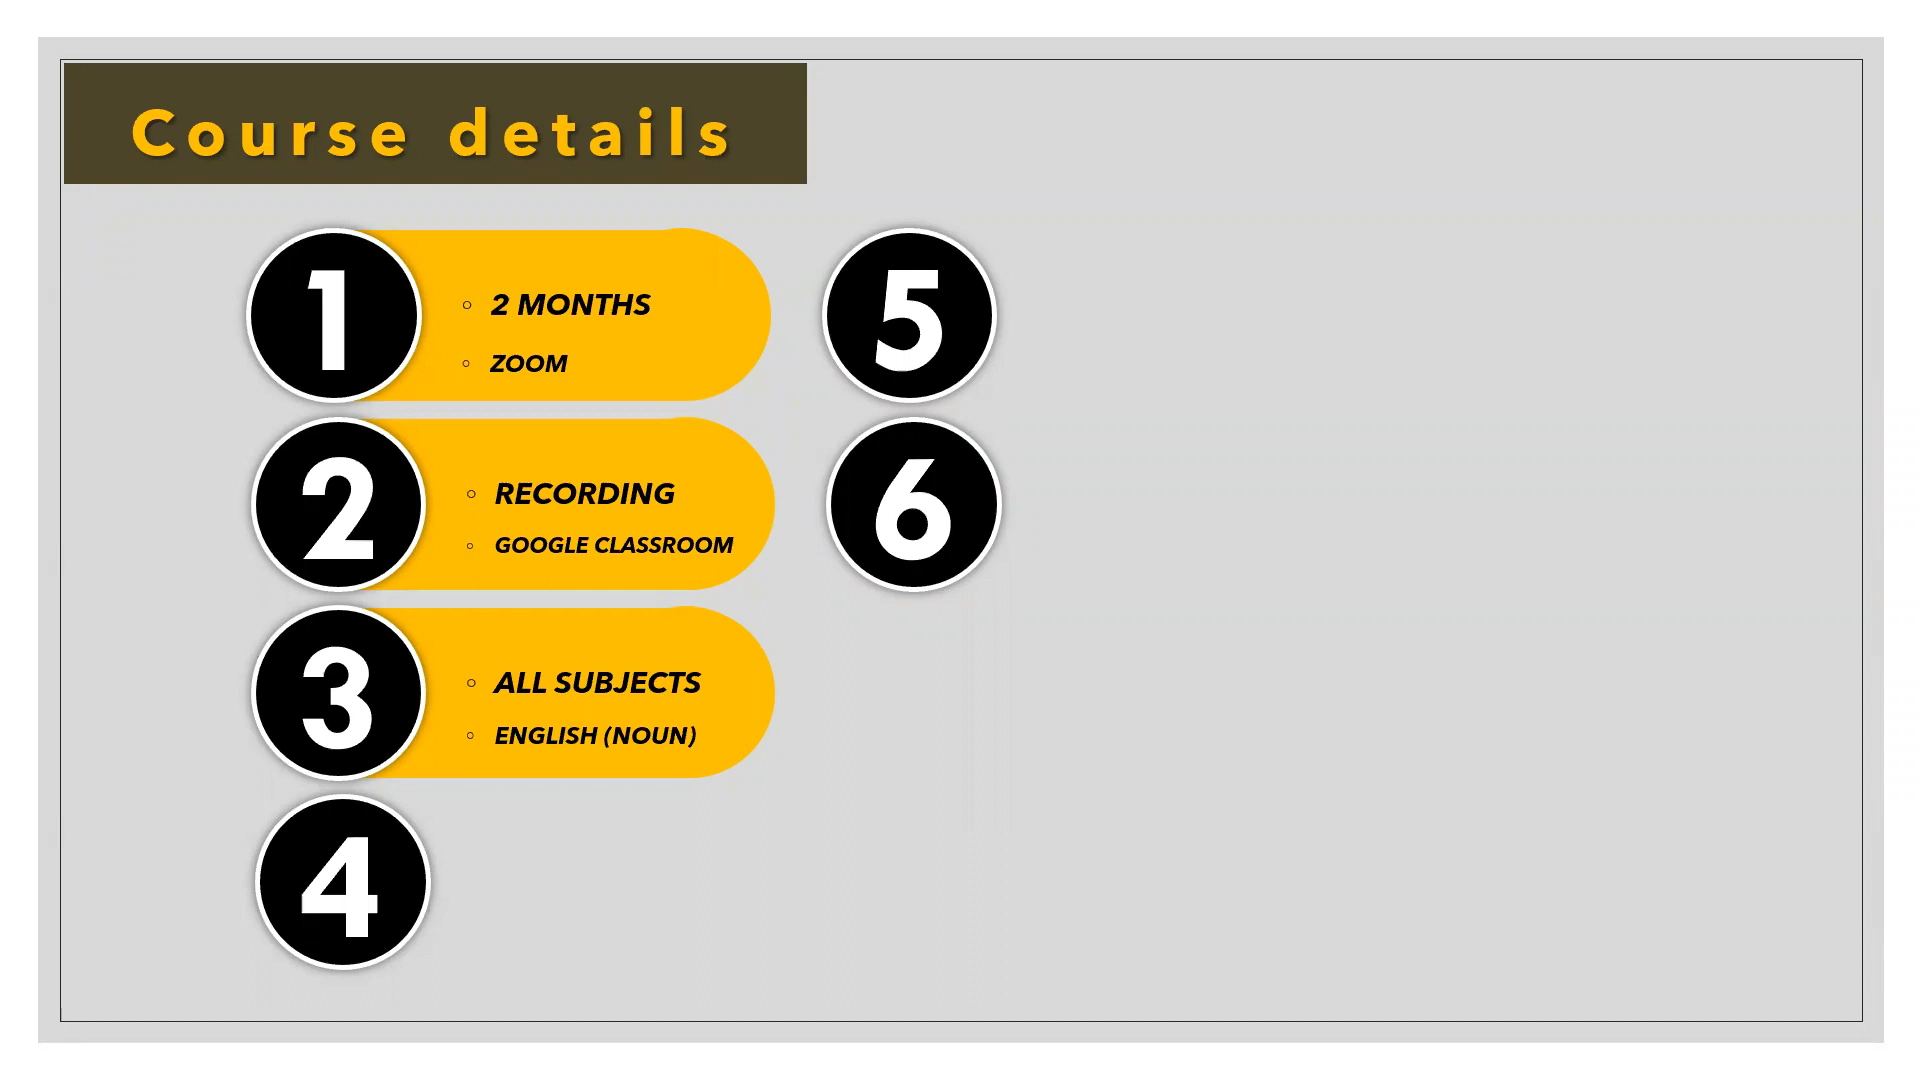 Course details
1
◦ 2 MONTHS
◦ ZOOM
2
◦ RECORDING
◦ GOOGLE CLASSROOM
3
◦ ALL SUBJECTS
◦ ENGLISH (NOUN)
4
5
6